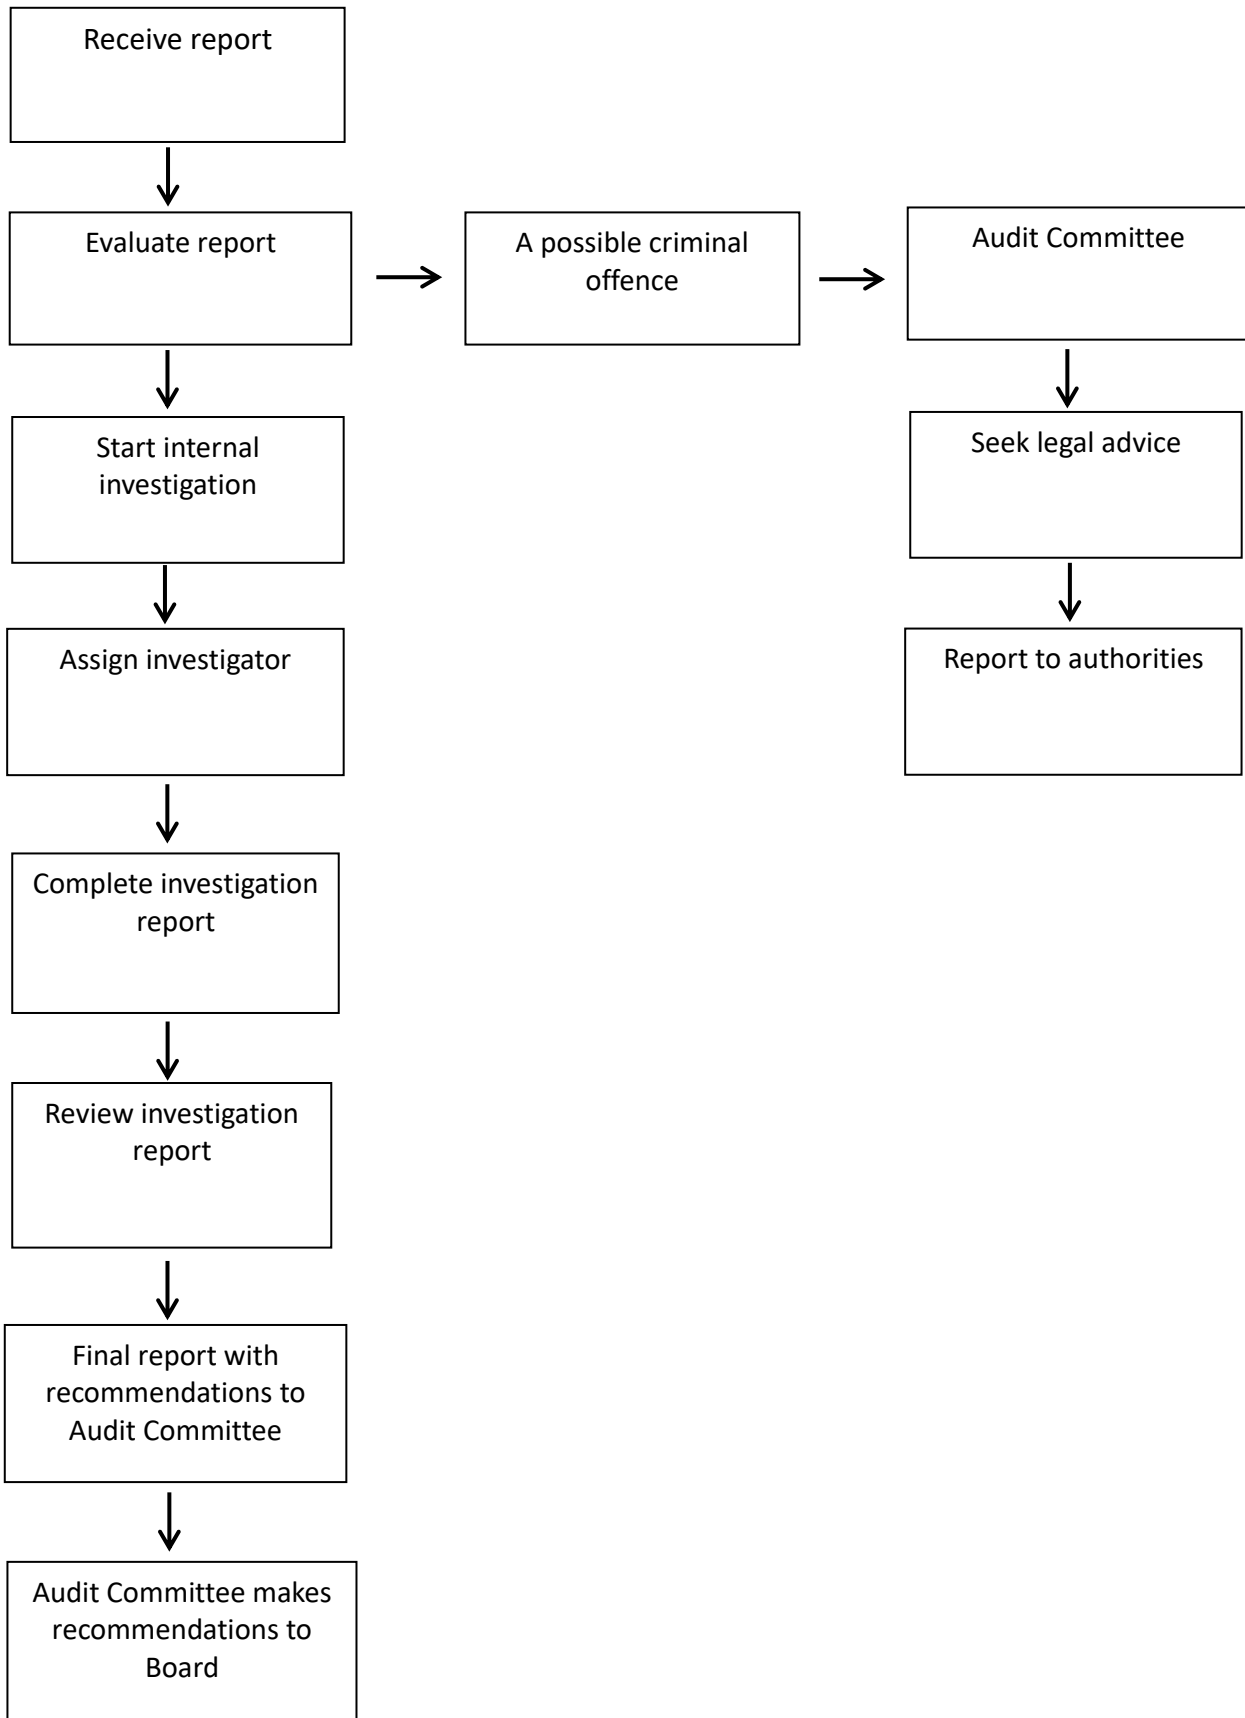 Receive report
Evaluate report
A possible criminal
offence
Audit Committee
Start internal
investigation
Seek legal advice
Assign investigator
Report to authorities
Complete investigation
report
Review investigation
report
Final report with
recommendations to
Audit Committee
Audit Committee makes
recommendations to
Board